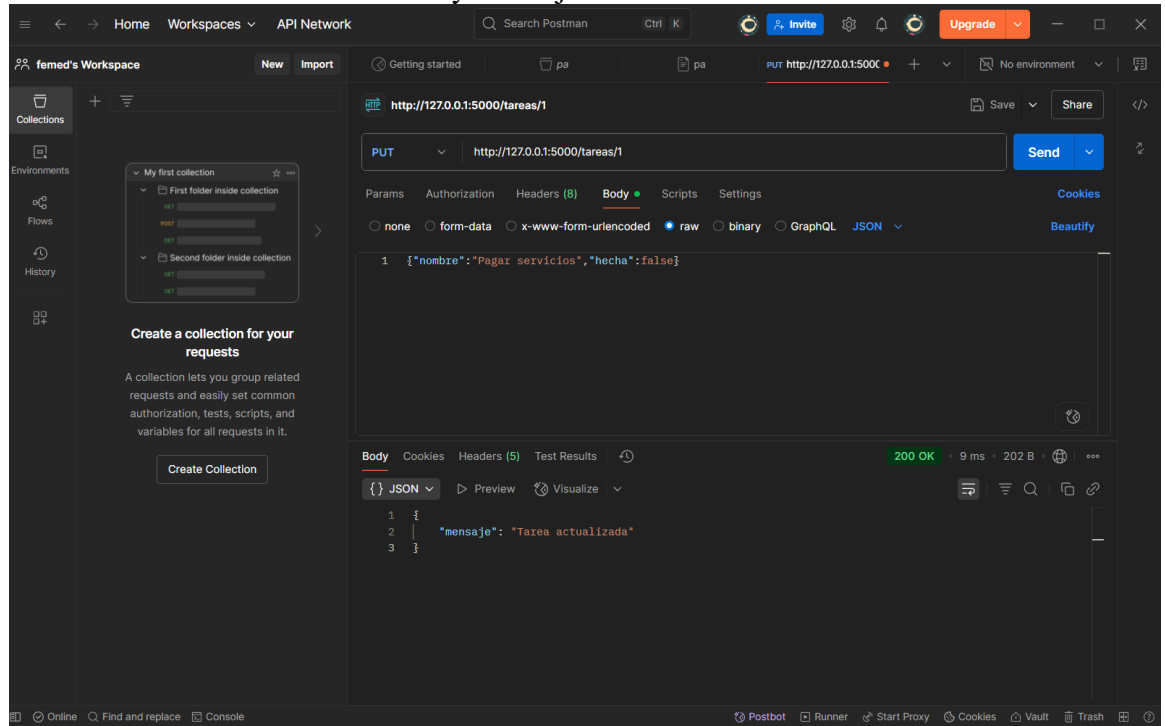 Home Workspaces API Network Search Postman Ctrl K Invite Upgrade
femed's Workspace New Import Getting started pa pa PUT http://127.0.0.1:5000 No environment
Collections
HTTP http://127.0.0.1:5000/tareas/1 Save Share
PUT http://127.0.0.1:5000/tareas/1 Send
Environments
My first collection
First folder inside collection
GET
POST
GET
Second folder inside collection
GET
GET
Flows
History
Params Authorization Headers (8) Body Scripts Settings Cookies
none form-data x-www-form-urlencoded raw binary GraphQL JSON Beautify
1 {"nombre":"Pagar servicios","hecha":false}
Create a collection for your
requests
A collection lets you group related
requests and easily set common
authorization, tests, scripts, and
variables for all requests in it.
Create Collection
Body Cookies Headers (5) Test Results 200 OK 9 ms 202 B
{} JSON Preview Visualize
1 {
2 "mensaje": "Tarea actualizada"
3 }
Online Find and replace Console Postbot Runner Start Proxy Cookies Vault Trash